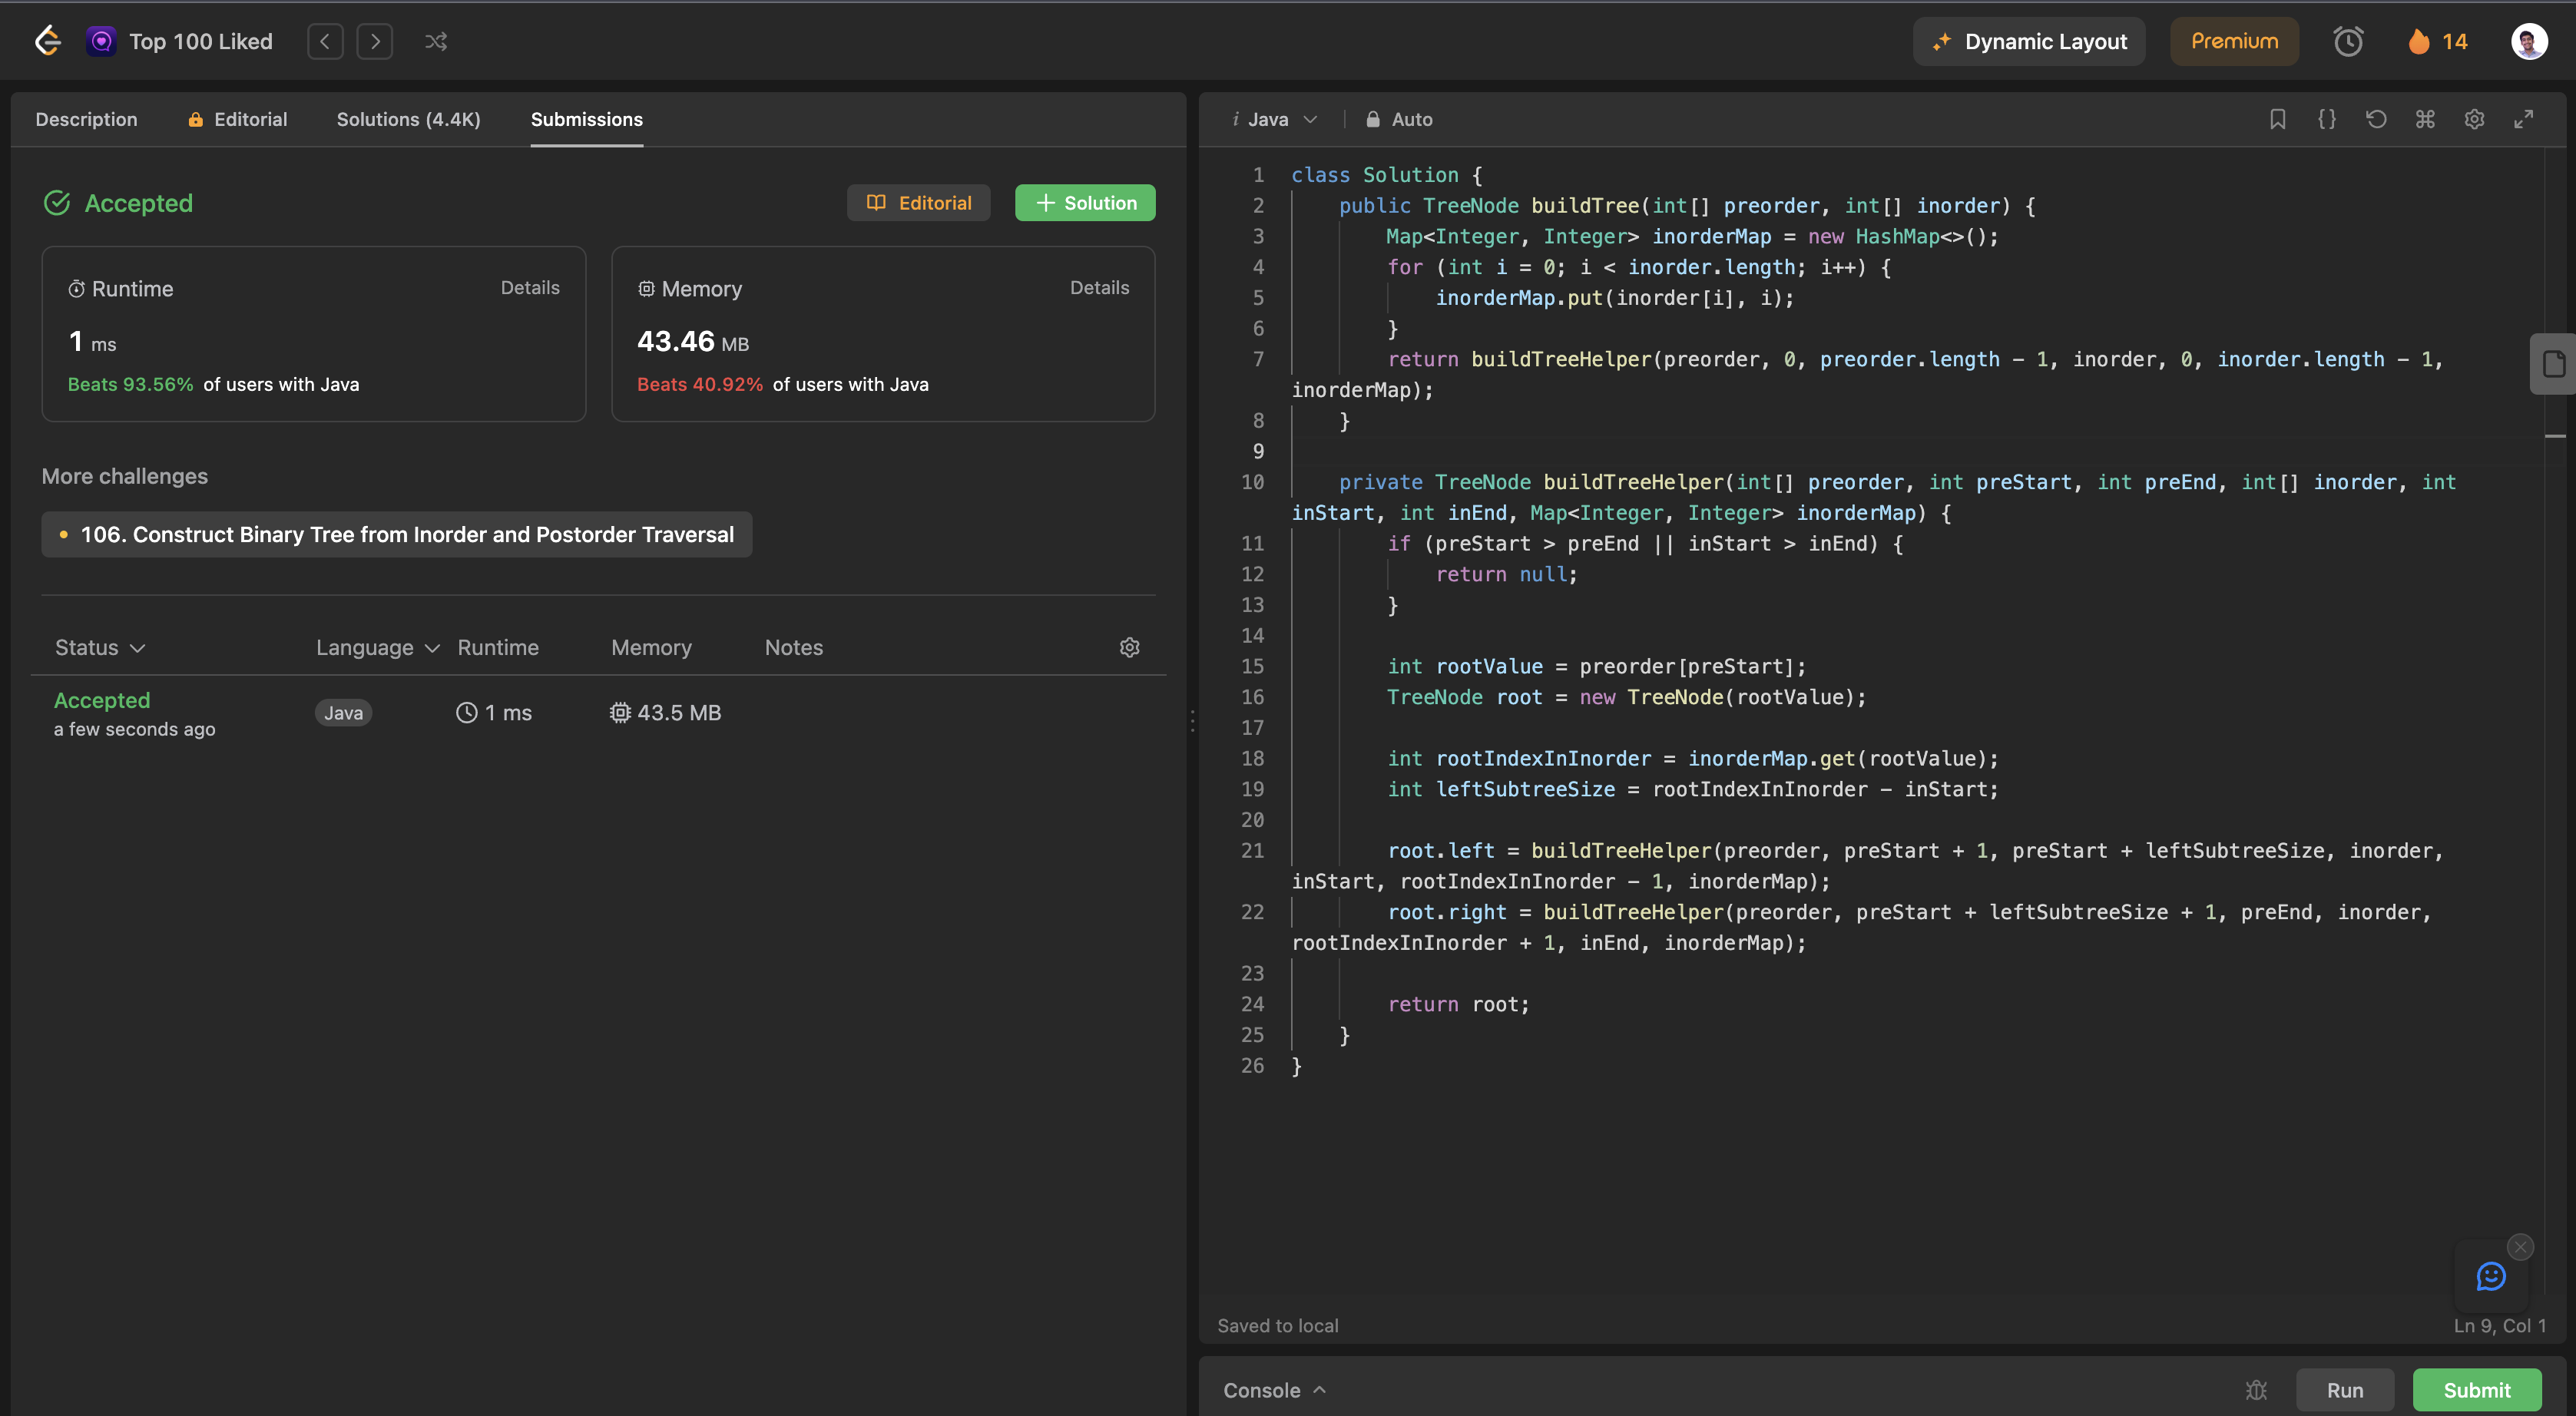 Top 100 Liked
Dynamic Layout
Premium
14
Description
Editorial
Solutions (4.4K)
Submissions
Accepted
Editorial
Solution
Runtime
Details
1 ms
Beats 93.56% of users with Java
Memory
Details
43.46 MB
Beats 40.92% of users with Java
More challenges
106. Construct Binary Tree from Inorder and Postorder Traversal
Status Language Runtime Memory Notes
Accepted
a few seconds ago
Java
1 ms
43.5 MB
i Java
Auto
1 class Solution {
2     public TreeNode buildTree(int[] preorder, int[] inorder) {
3         Map<Integer, Integer> inorderMap = new HashMap<>();
4         for (int i = 0; i < inorder.length; i++) {
5             inorderMap.put(inorder[i], i);
6         }
7         return buildTreeHelper(preorder, 0, preorder.length - 1, inorder, 0, inorder.length - 1,
inorderMap);
8     }
9
10     private TreeNode buildTreeHelper(int[] preorder, int preStart, int preEnd, int[] inorder, int
inStart, int inEnd, Map<Integer, Integer> inorderMap) {
11         if (preStart > preEnd || inStart > inEnd) {
12             return null;
13         }
14
15         int rootValue = preorder[preStart];
16         TreeNode root = new TreeNode(rootValue);
17
18         int rootIndexInInorder = inorderMap.get(rootValue);
19         int leftSubtreeSize = rootIndexInInorder - inStart;
20
21         root.left = buildTreeHelper(preorder, preStart + 1, preStart + leftSubtreeSize, inorder,
inStart, rootIndexInInorder - 1, inorderMap);
22         root.right = buildTreeHelper(preorder, preStart + leftSubtreeSize + 1, preEnd, inorder,
rootIndexInInorder + 1, inEnd, inorderMap);
23
24         return root;
25     }
26 }
Saved to local
Ln 9, Col 1
Console
Run
Submit